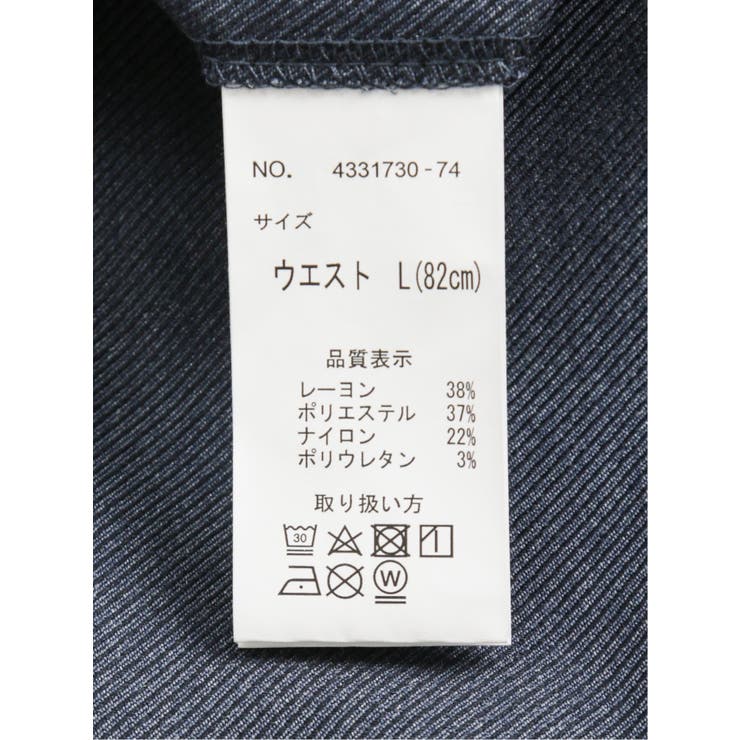 NO. 4331730-74
サイズ
ウエスト L(82cm)
品質表示
レーヨン 38%
ポリエステル 37%
ナイロン 22%
ポリウレタン 3%
取り扱い方
30
W